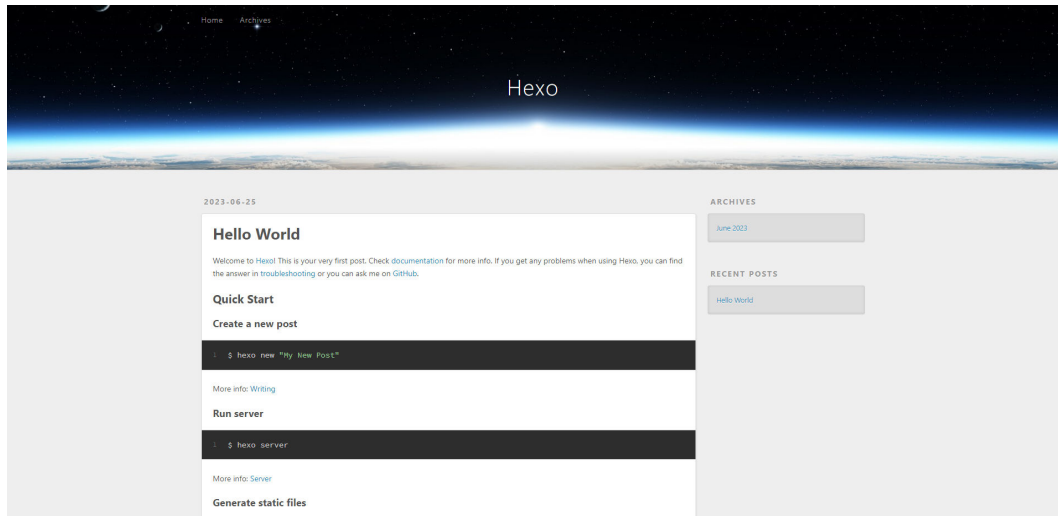 Home Archives
Hexo
2023-06-25
Hello World
Welcome to Hexo! This is your very first post. Check documentation for more info. If you get any problems when using Hexo, you can find
the answer in troubleshooting or you can ask me on GitHub.
Quick Start
Create a new post
1 $ hexo new "My New Post"
More info: Writing
Run server
1 $ hexo server
More info: Server
Generate static files
ARCHIVES
June 2023
RECENT POSTS
Hello World